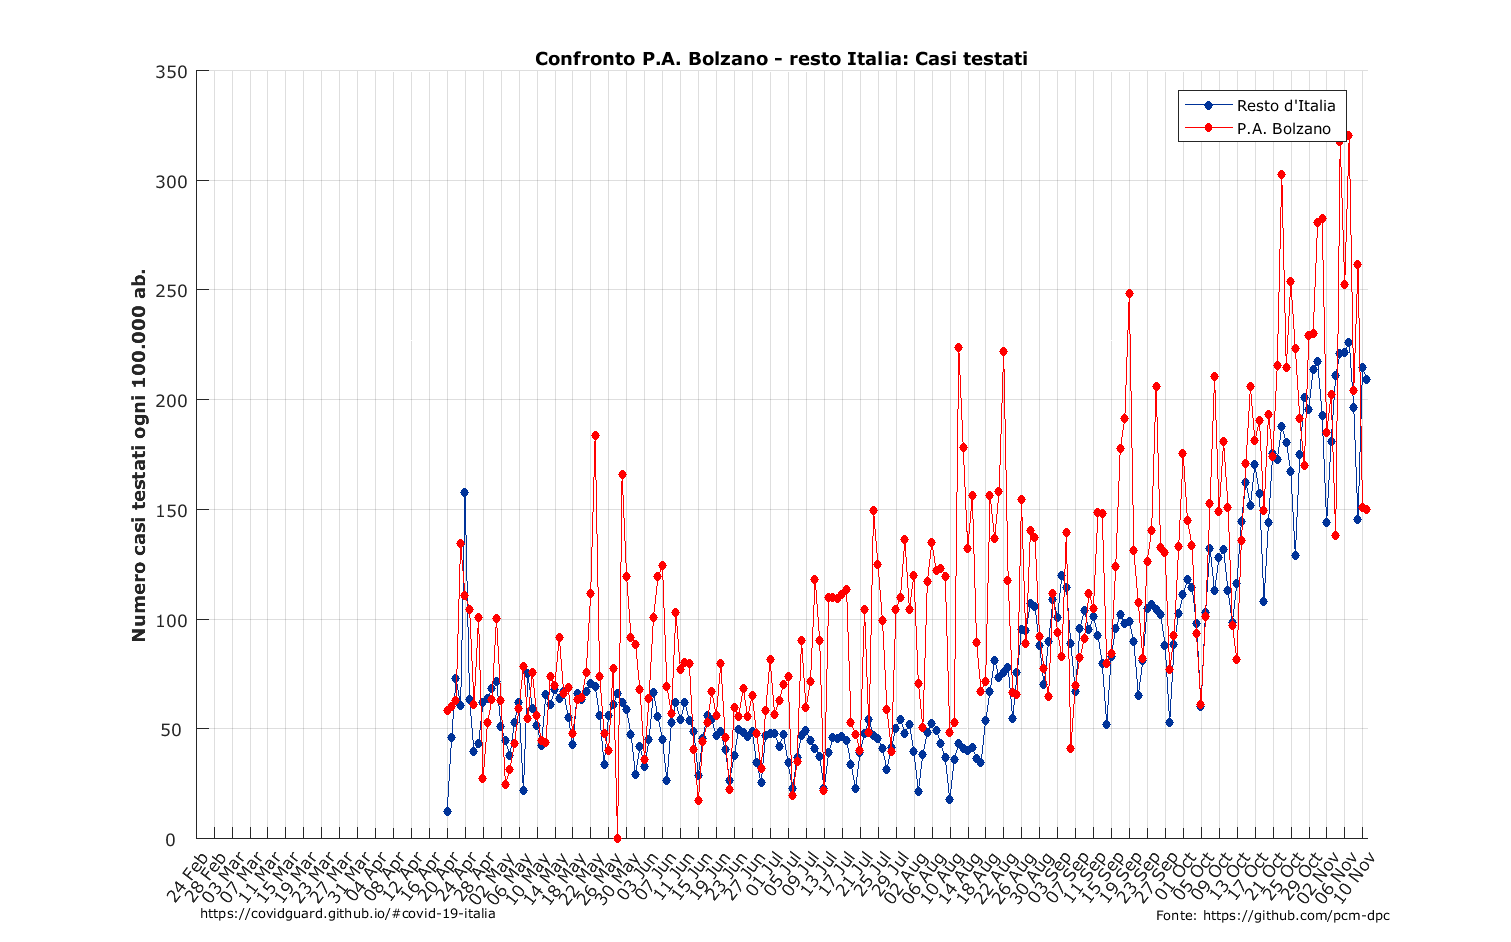 Confronto P.A. Bolzano - resto Italia: Casi testati
Resto d'Italia
P.A. Bolzano
Numero casi testati ogni 100.000 ab.
350
300
250
200
150
100
50
0
24 Feb
28 Feb
03 Mar
07 Mar
11 Mar
15 Mar
19 Mar
23 Mar
27 Mar
31 Mar
04 Apr
08 Apr
12 Apr
16 Apr
20 Apr
24 Apr
28 Apr
02 May
06 May
10 May
14 May
18 May
22 May
26 May
30 May
03 Jun
07 Jun
11 Jun
15 Jun
19 Jun
23 Jun
27 Jun
01 Jul
05 Jul
09 Jul
13 Jul
17 Jul
21 Jul
25 Jul
29 Jul
02 Aug
06 Aug
10 Aug
14 Aug
18 Aug
22 Aug
26 Aug
30 Aug
03 Sep
07 Sep
11 Sep
15 Sep
19 Sep
23 Sep
27 Sep
01 Oct
05 Oct
09 Oct
13 Oct
17 Oct
21 Oct
25 Oct
29 Oct
02 Nov
06 Nov
10 Nov
https://covidguard.github.io/#covid-19-italia
Fonte: https://github.com/pcm-dpc